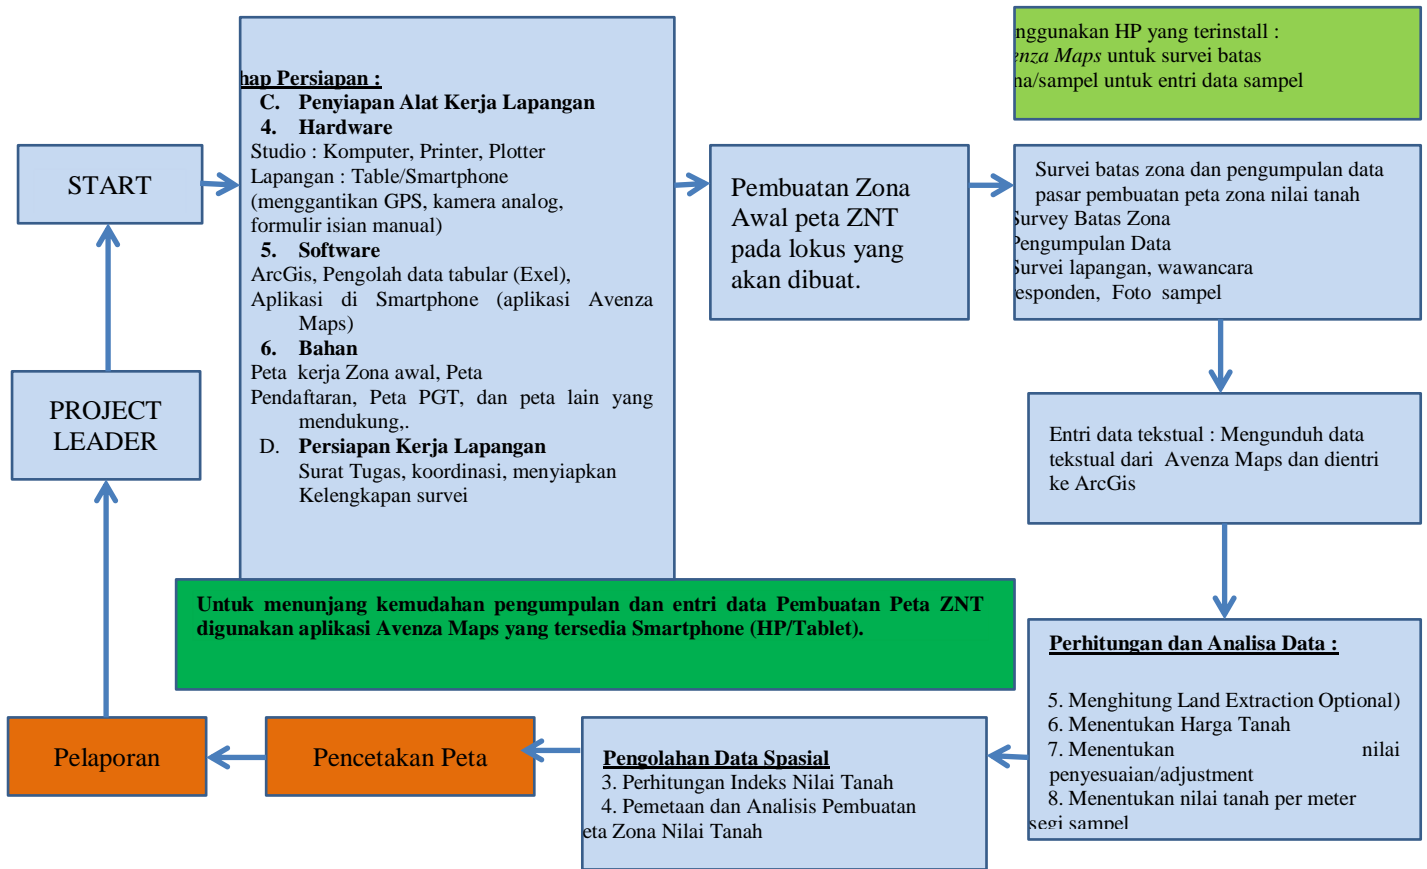 START
PROJECT
LEADER
hap Persiapan :
C. Penyiapan Alat Kerja Lapangan
4. Hardware
Studio : Komputer, Printer, Plotter
Lapangan : Table/Smartphone
(menggantikan GPS, kamera analog,
formulir isian manual)
5. Software
ArcGis, Pengolah data tabular (Exel),
Aplikasi di Smartphone (aplikasi Avenza
Maps)
6. Bahan
Peta kerja Zona awal, Peta
Pendaftaran, Peta PGT, dan peta lain yang
mendukung,.
D. Persiapan Kerja Lapangan
Surat Tugas, koordinasi, menyiapkan
Kelengkapan survei
Pembuatan Zona
Awal peta ZNT
pada lokus yang
akan dibuat.
nggunakan HP yang terinstall :
enza Maps untuk survei batas
na/sampel untuk entri data sampel
Survei batas zona dan pengumpulan data
pasar pembuatan peta zona nilai tanah
Survey Batas Zona
Pengumpulan Data
Survei lapangan, wawancara
responden, Foto sampel
Entri data tekstual : Mengunduh data
tekstual dari Avenza Maps dan dientri
ke ArcGis
Untuk menunjang kemudahan pengumpulan dan entri data Pembuatan Peta ZNT
digunakan aplikasi Avenza Maps yang tersedia Smartphone (HP/Tablet).
Perhitungan dan Analisa Data :
5. Menghitung Land Extraction Optional)
6. Menentukan Harga Tanah
7. Menentukan nilai
penyesuaian/adjustment
8. Menentukan nilai tanah per meter
segi sampel
Pengolahan Data Spasial
3. Perhitungan Indeks Nilai Tanah
4. Pemetaan dan Analisis Pembuatan
eta Zona Nilai Tanah
Pencetakan Peta
Pelaporan